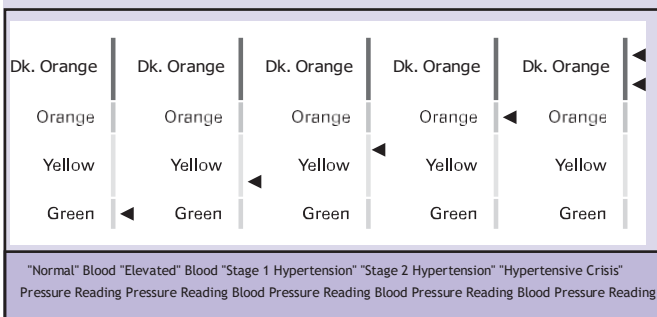 Dk. Orange Dk. Orange Dk. Orange Dk. Orange Dk. Orange
Orange Orange Orange Orange Orange
Yellow Yellow Yellow Yellow Yellow
Green Green Green Green Green
"Normal" Blood "Elevated" Blood "Stage 1 Hypertension" "Stage 2 Hypertension" "Hypertensive Crisis"
Pressure Reading Pressure Reading Blood Pressure Reading Blood Pressure Reading Blood Pressure Reading